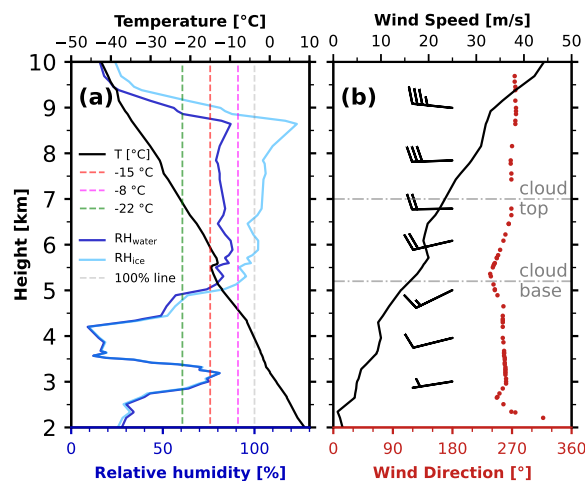 Temperature [°C]
−50 −40 −30 −20 −10 0 10
Wind Speed [m/s]
0 10 20 30 40 50
10
9
8
7
6
5
4
3
2
Height [km]
(a)
T [°C]
-15 °C
-8 °C
-22 °C
RHwater
RHice
100% line
0 50 100
Relative humidity [%]
(b)
cloud
top
cloud
base
0 90 180 270 360
Wind Direction [°]